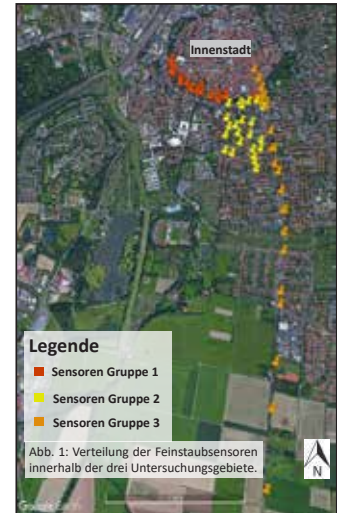 Innenstadt
Legende
Sensoren Gruppe 1
Sensoren Gruppe 2
Sensoren Gruppe 3
Abb. 1: Verteilung der Feinstaubsensoren
innerhalb der drei Untersuchungsgebiete.
N
Google